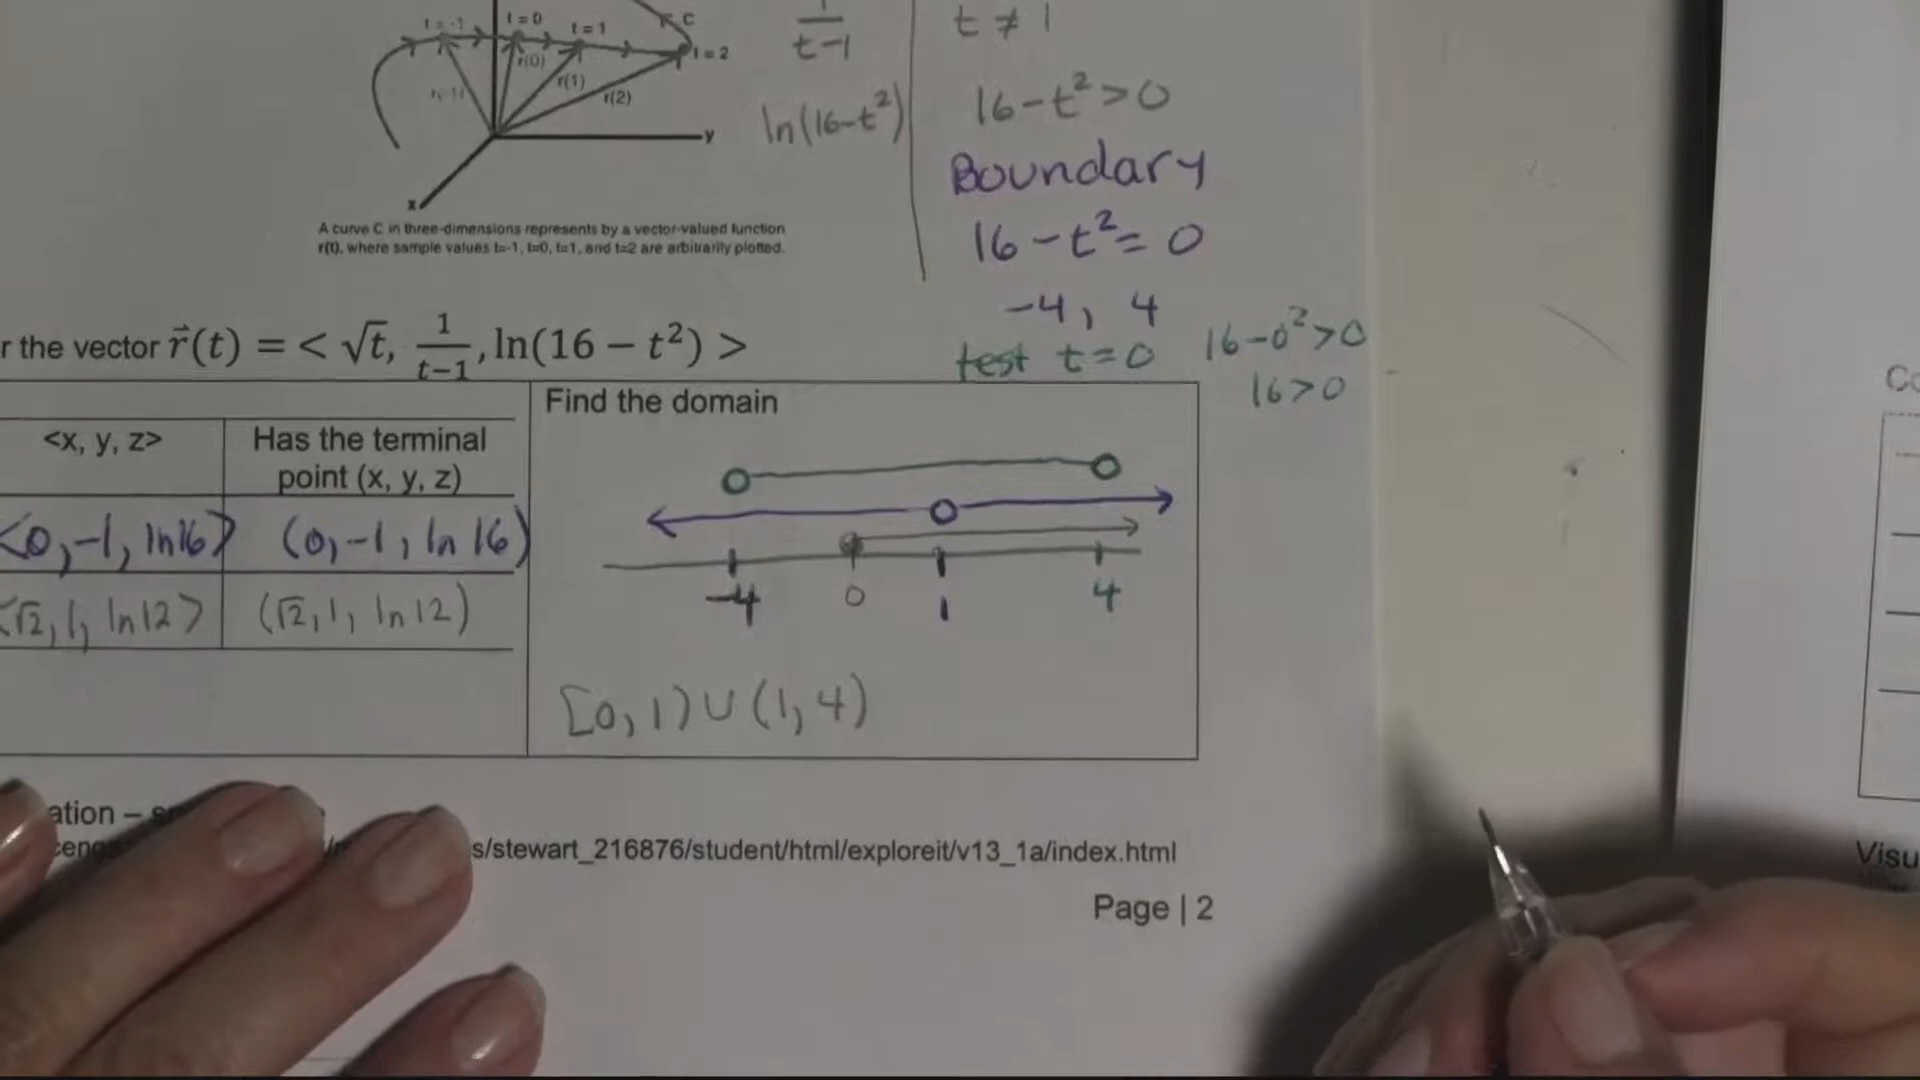 t=-1
t=0
t=1
C
t=2
r(0)
r(1)
r(2)
y
x
A curve C in three-dimensions represents by a vector-valued function
r(t), where sample values t=-1, t=0, t=1, and t=2 are arbitrarily plotted.
1/(t-1)
ln(16-t²)
t ≠ 1
16-t²>0
Boundary
16-t²=0
-4, 4
test t=0
16-0²>0
16>0
r the vector r⃗(t) = < √t, 1/(t−1), ln(16 − t²) >
<x, y, z>
Has the terminal
point (x, y, z)
<0,-1, ln16>
(0,-1, ln 16)
<√2, 1, ln12>
(√2, 1, ln 12)
Find the domain
-4 0 1 4
[0,1)∪(1,4)
ation –
s/stewart_216876/student/html/exploreit/v13_1a/index.html
Page | 2
Co
Visu